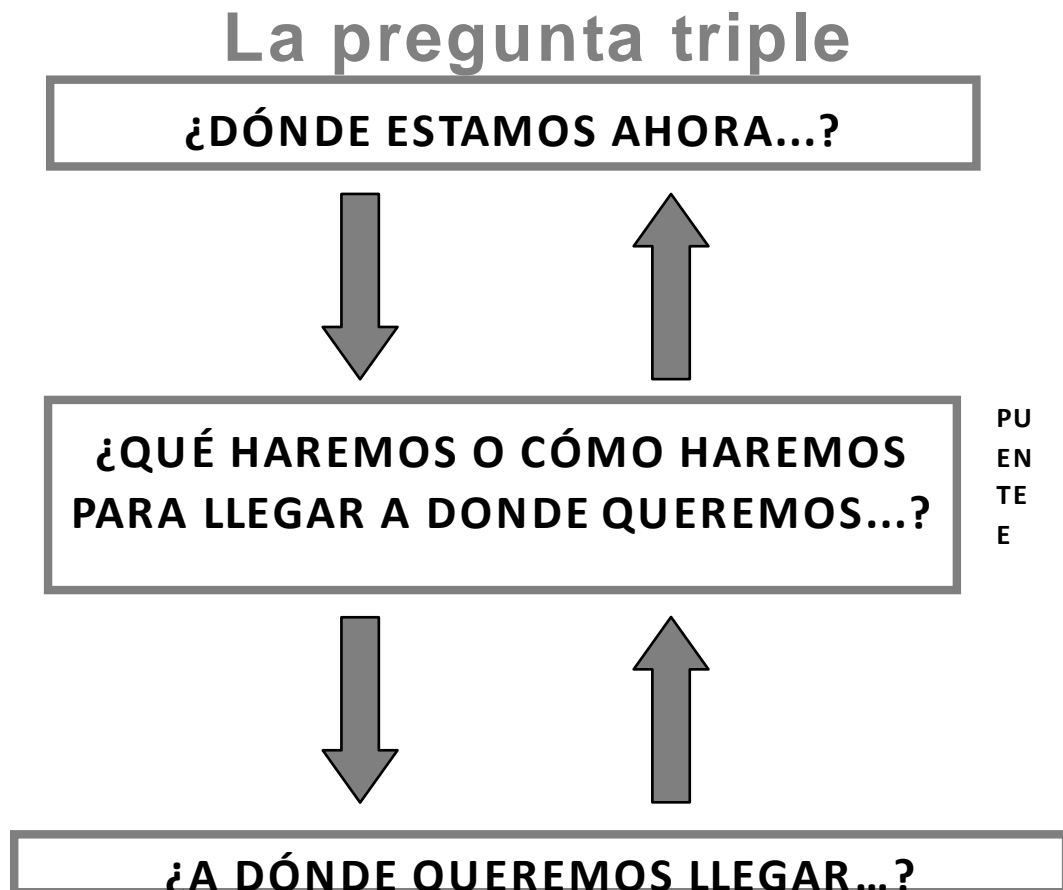 La pregunta triple
¿DÓNDE ESTAMOS AHORA...?
¿QUÉ HAREMOS O CÓMO HAREMOS
PARA LLEGAR A DONDE QUEREMOS...?
PU
EN
TE
E
¿A DÓNDE QUEREMOS LLEGAR...?